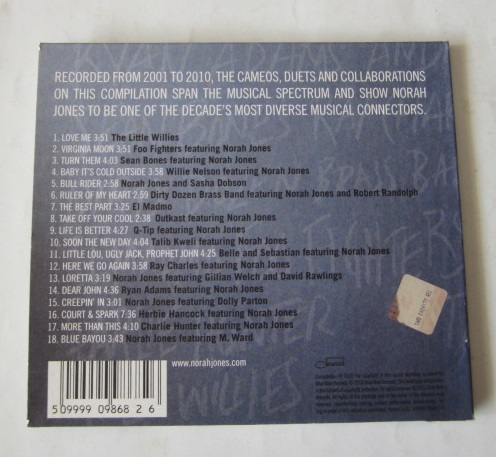 RYAN ADAMS AND
RECORDED FROM 2001 TO 2010, THE CAMEOS, DUETS AND COLLABORATIONS
ON THIS COMPILATION SPAN THE MUSICAL SPECTRUM AND SHOW NORAH
JONES TO BE ONE OF THE DECADE'S MOST DIVERSE MUSICAL CONNECTORS.
1. LOVE ME 3:51 The Little Willies
2. VIRGINIA MOON 3:51 Foo Fighters featuring Norah Jones
3. TURN THEM 4:03 Sean Bones featuring Norah Jones
4. BABY IT'S COLD OUTSIDE 3:58 Willie Nelson featuring Norah Jones
5. BULL RIDER 2:58 Norah Jones and Sasha Dobson
6. RULER OF MY HEART 2:59 Dirty Dozen Brass Band featuring Norah Jones and Robert Randolph
7. THE BEST PART 3:25 El Madmo
8. TAKE OFF YOUR COOL 2:38 Outkast featuring Norah Jones
9. LIFE IS BETTER 4:27 Q-Tip featuring Norah Jones
10. SOON THE NEW DAY 4:04 Talib Kweli featuring Norah Jones
11. LITTLE LOU, UGLY JACK, PROPHET JOHN 4:25 Belle and Sebastian featuring Norah Jones
12. HERE WE GO AGAIN 3:58 Ray Charles featuring Norah Jones
13. LORETTA 3:19 Norah Jones featuring Gillian Welch and David Rawlings
14. DEAR JOHN 4:36 Ryan Adams featuring Norah Jones
15. CREEPIN' IN 3:01 Norah Jones featuring Dolly Parton
16. COURT & SPARK 7:36 Herbie Hancock featuring Norah Jones
17. MORE THAN THIS 4:10 Charlie Hunter featuring Norah Jones
18. BLUE BAYOU 3:43 Norah Jones featuring M. Ward
www.norahjones.com
WILLIES
5 09999 09868 2 6